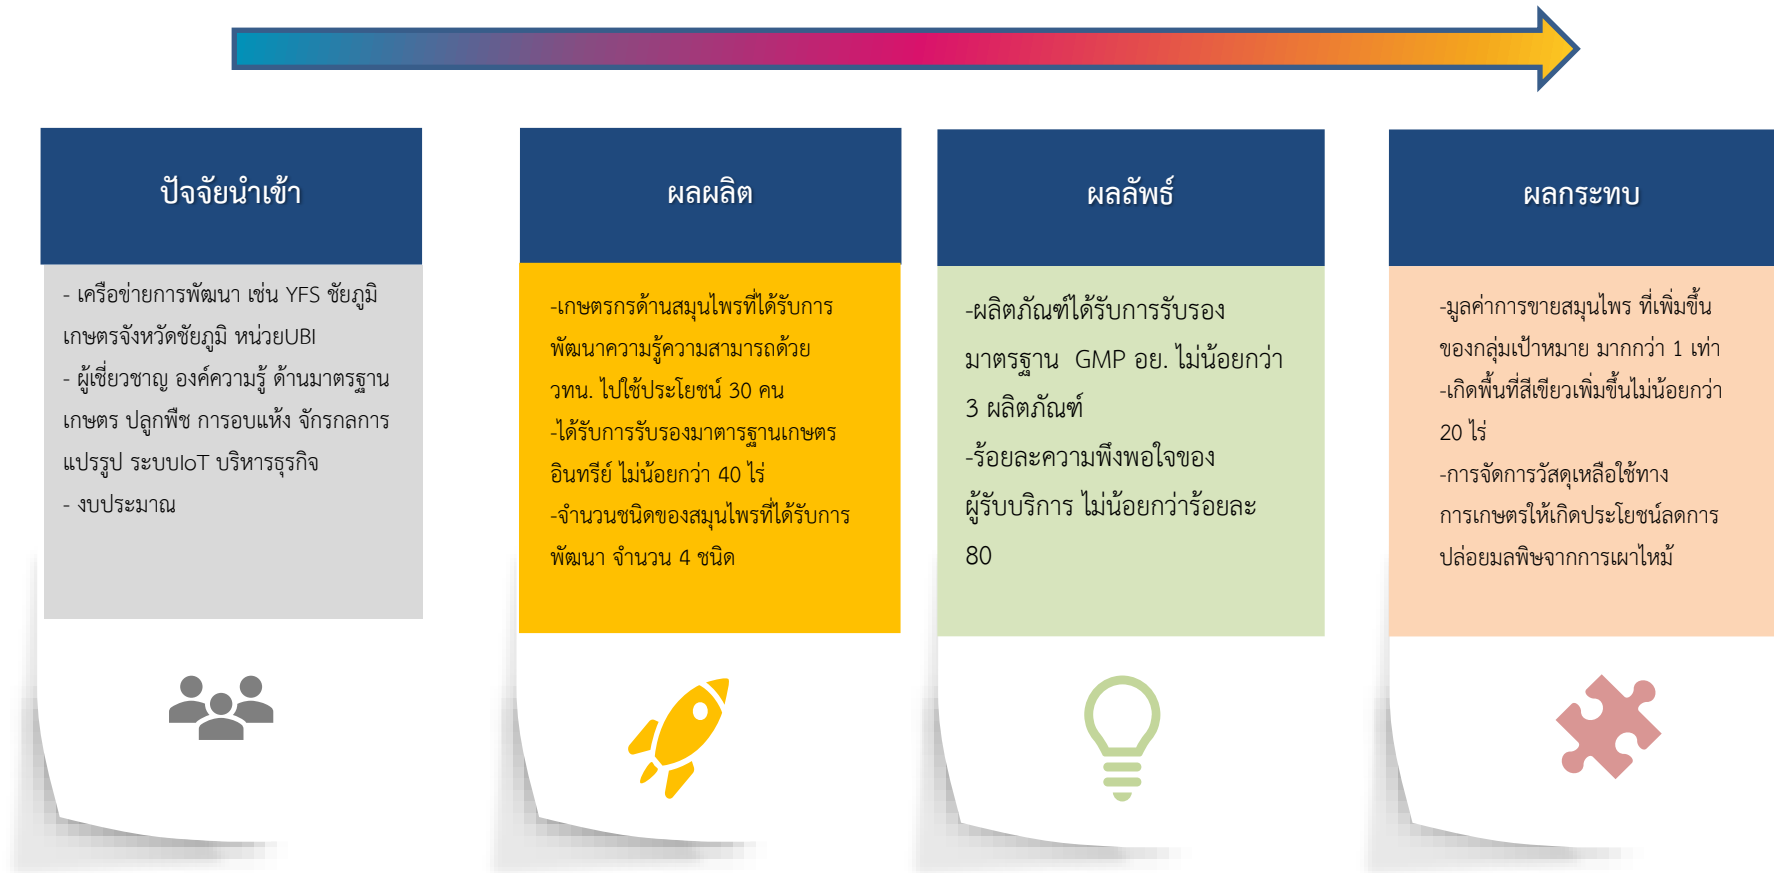 ปัจจัยนำเข้า
- เครือข่ายการพัฒนา เช่น YFS ชัยภูมิ
เกษตรจังหวัดชัยภูมิ หน่วยUBI
- ผู้เชี่ยวชาญ องค์ความรู้ ด้านมาตรฐาน
เกษตร ปลูกพืช การอบแห้ง จักรกลการ
แปรรูป ระบบIoT บริหารธุรกิจ
- งบประมาณ
ผลผลิต
-เกษตรกรด้านสมุนไพรที่ได้รับการ
พัฒนาความรู้ความสามารถด้วย
วทน. ไปใช้ประโยชน์ 30 คน
-ได้รับการรับรองมาตารฐานเกษตร
อินทรีย์ ไม่น้อยกว่า 40 ไร่
-จำนวนชนิดของสมุนไพรที่ได้รับการ
พัฒนา จำนวน 4 ชนิด
ผลลัพธ์
-ผลิตภัณฑ์ได้รับการรับรอง
มาตรฐาน GMP อย. ไม่น้อยกว่า
3 ผลิตภัณฑ์
-ร้อยละความพึงพอใจของ
ผู้รับบริการ ไม่น้อยกว่าร้อยละ
80
ผลกระทบ
-มูลค่าการขายสมุนไพร ที่เพิ่มขึ้น
ของกลุ่มเป้าหมาย มากกว่า 1 เท่า
-เกิดพื้นที่สีเขียวเพิ่มขึ้นไม่น้อยกว่า
20 ไร่
-การจัดการวัสดุเหลือใช้ทาง
การเกษตรให้เกิดประโยชน์ลดการ
ปล่อยมลพิษจากการเผาไหม้